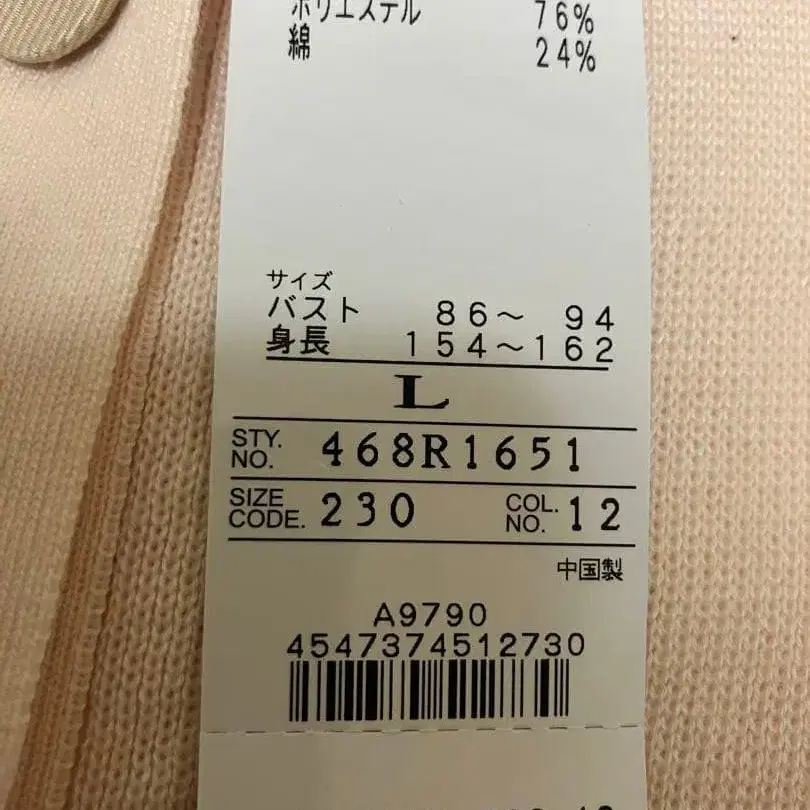 ポリエステル 76%
綿 24%
サイズ
バスト 86～ 94
身長 154～162
L
STY. NO. 468R1651
SIZE CODE. 230 COL. NO. 12
中国製
A9790
4547374512730